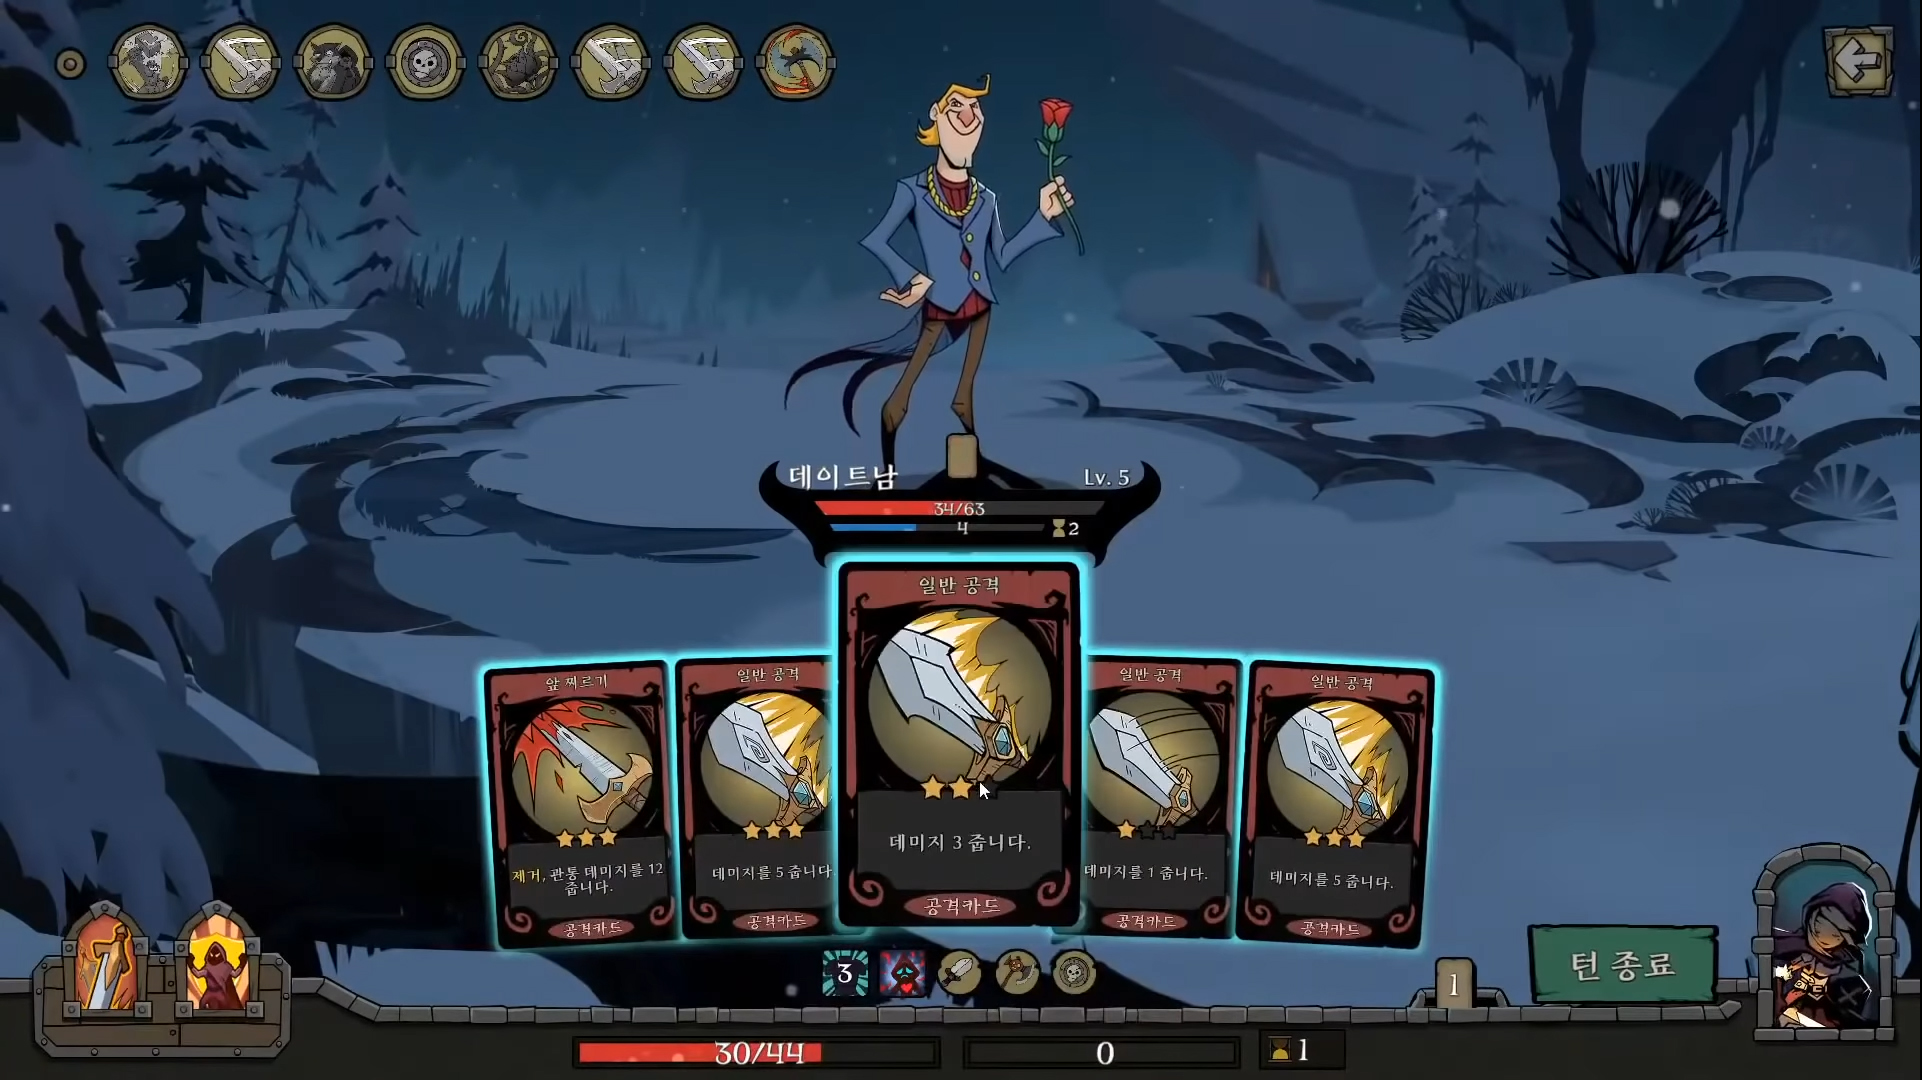 데이트남 Lv. 5
34/63
4 2
일반 공격
데미지 3 줍니다.
공격카드
앞 찌르기
제거, 관통 데미지를 12
줍니다.
공격카드
일반 공격
데미지를 5 줍니다.
공격카드
일반 공격
데미지를 1 줍니다.
공격카드
일반 공격
데미지를 5 줍니다.
공격카드
3
1
턴 종료
30/44
0
1